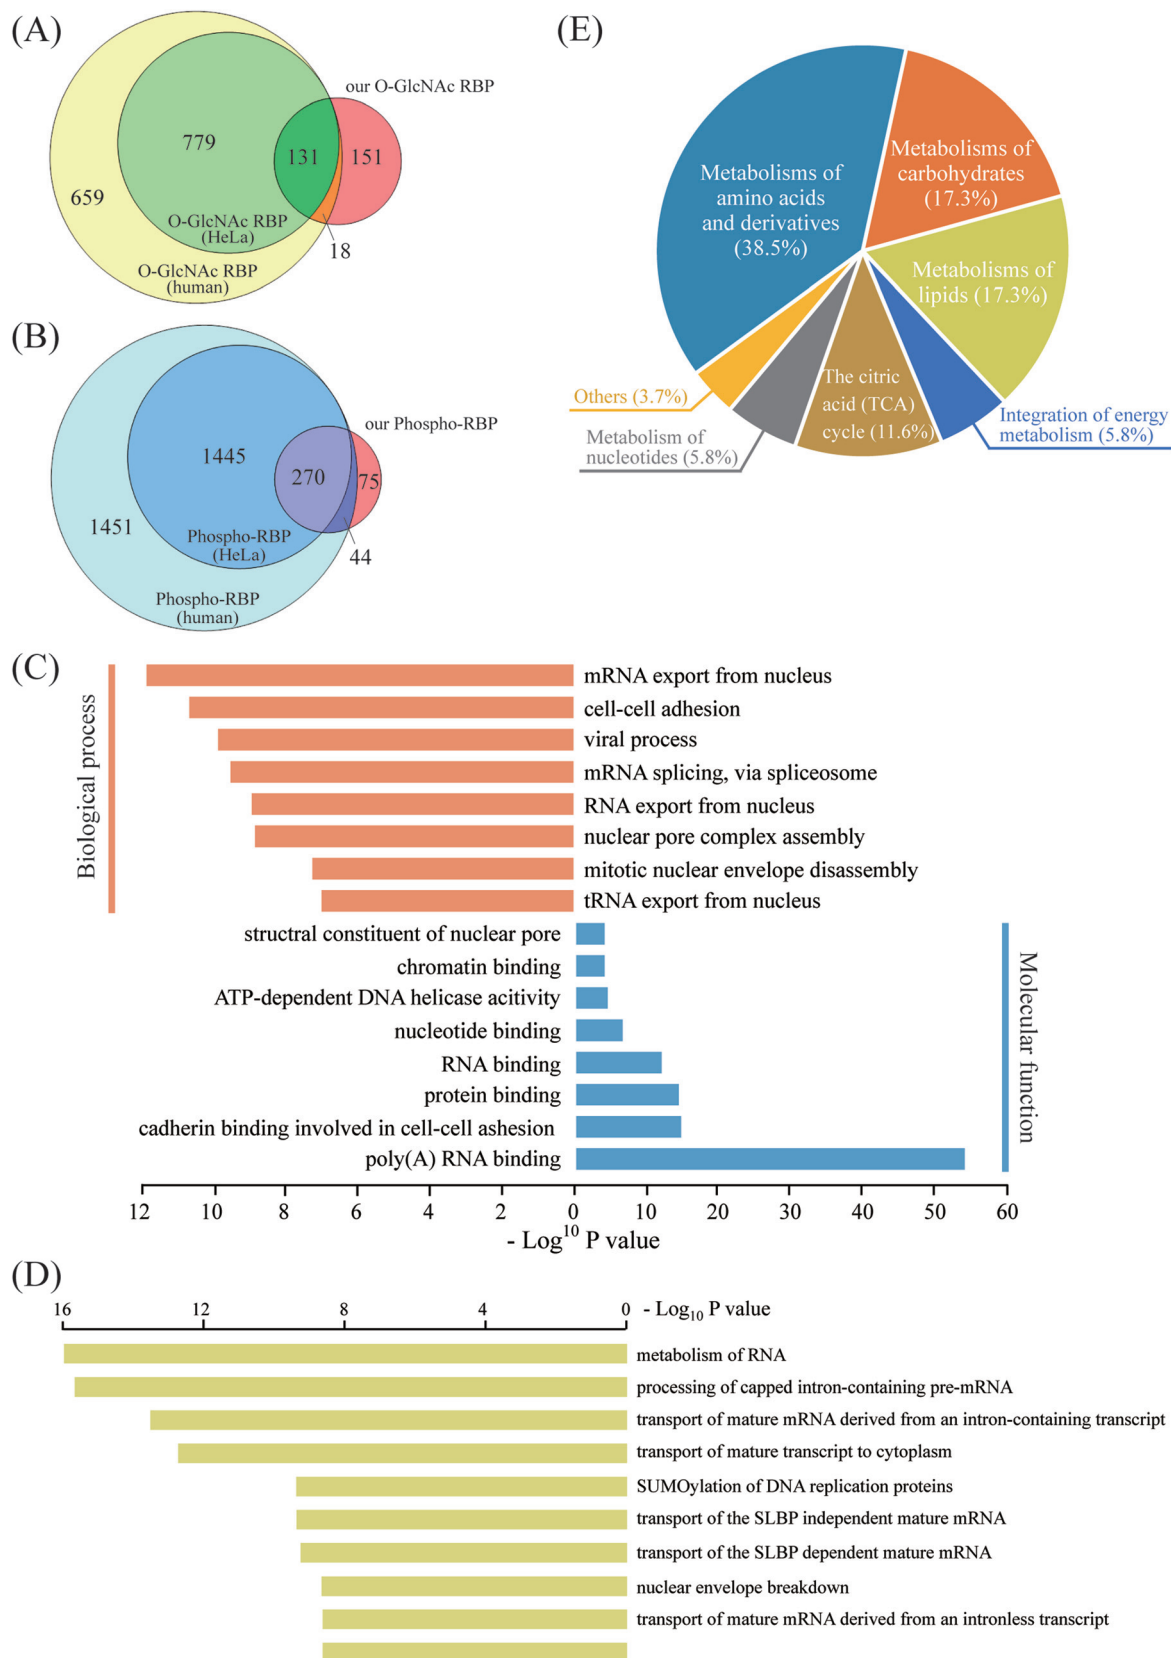 (A)
our O-GlcNAc RBP
779
131
151
659
O-GlcNAc RBP
(HeLa)
18
O-GlcNAc RBP
(human)
(B)
our Phospho-RBP
1445
270
75
1451
Phospho-RBP
(HeLa)
44
Phospho-RBP
(human)
(E)
Metabolisms of
amino acids
and derivatives
(38.5%)
Metabolisms of
carbohydrates
(17.3%)
Metabolisms of
lipids (17.3%)
The citric
acid (TCA)
cycle (11.6%)
Others (3.7%)
Metabolism of
nucleotides (5.8%)
Integration of energy
metabolism (5.8%)
(C)
Biological process
mRNA export from nucleus
cell-cell adhesion
viral process
mRNA splicing, via spliceosome
RNA export from nucleus
nuclear pore complex assembly
mitotic nuclear envelope disassembly
tRNA export from nucleus
structral constituent of nuclear pore
chromatin binding
ATP-dependent DNA helicase acitivity
nucleotide binding
RNA binding
protein binding
cadherin binding involved in cell-cell ashesion
poly(A) RNA binding
Molecular function
12 10 8 6 4 2 0 10 20 30 40 50 60
- Log¹⁰ P value
(D)
16 12 8 4 0 - Log₁₀ P value
metabolism of RNA
processing of capped intron-containing pre-mRNA
transport of mature mRNA derived from an intron-containing transcript
transport of mature transcript to cytoplasm
SUMOylation of DNA replication proteins
transport of the SLBP independent mature mRNA
transport of the SLBP dependent mature mRNA
nuclear envelope breakdown
transport of mature mRNA derived from an intronless transcript